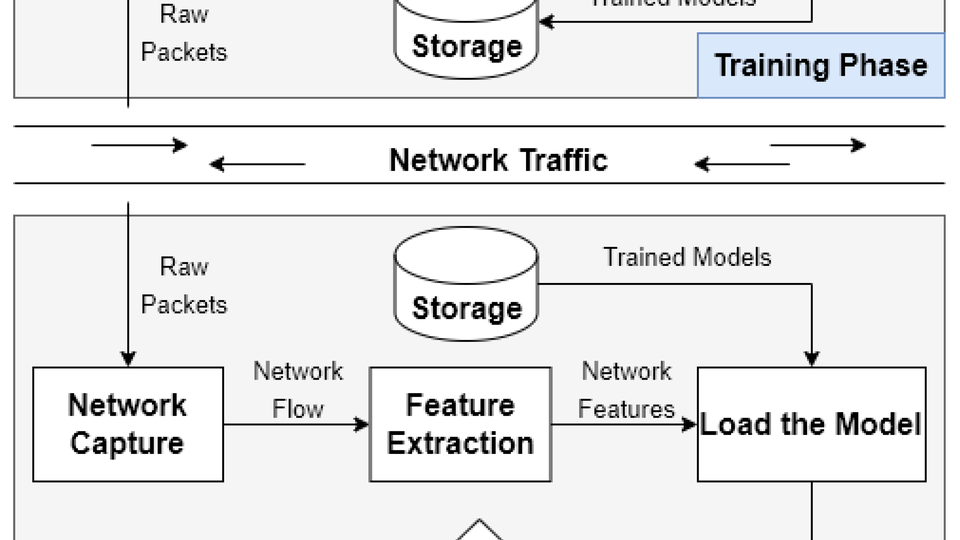 Trained Models
Raw
Packets
Storage
Training Phase
Network Traffic
Raw
Packets
Storage
Trained Models
Network
Capture
Network
Flow
Feature
Extraction
Network
Features
Load the Model